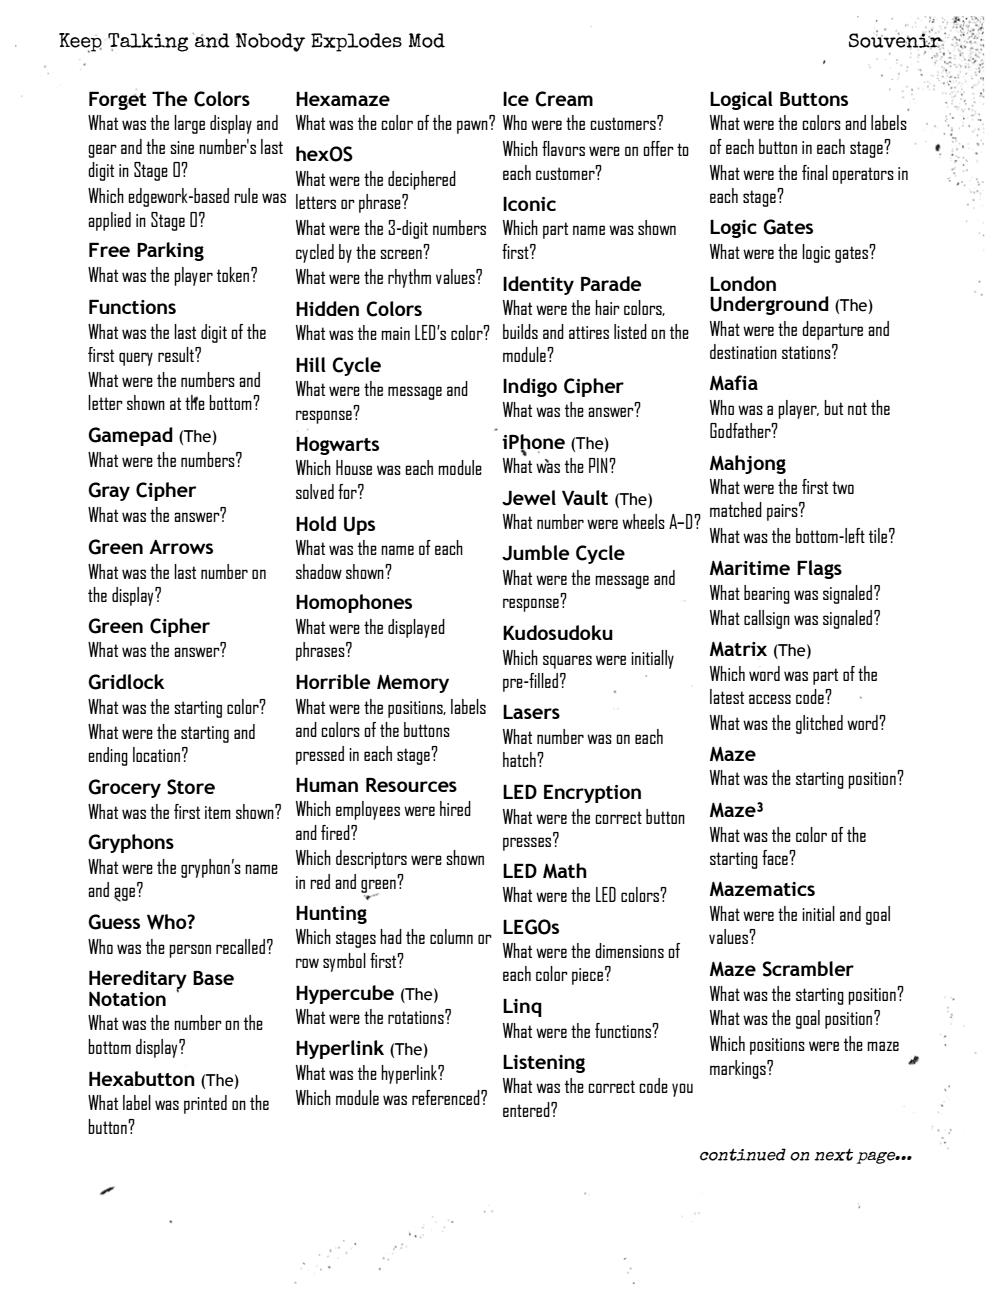 Keep Talking and Nobody Explodes Mod
Souvenir
Forget The Colors
What was the large display and
gear and the sine number's last
digit in Stage 0?
Which edgework-based rule was
applied in Stage 0?
Free Parking
What was the player token?
Functions
What was the last digit of the
first query result?
What were the numbers and
letter shown at the bottom?
Gamepad (The)
What were the numbers?
Gray Cipher
What was the answer?
Green Arrows
What was the last number on
the display?
Green Cipher
What was the answer?
Gridlock
What was the starting color?
What were the starting and
ending location?
Grocery Store
What was the first item shown?
Gryphons
What were the gryphon's name
and age?
Guess Who?
Who was the person recalled?
Hereditary Base
Notation
What was the number on the
bottom display?
Hexabutton (The)
What label was printed on the
button?
Hexamaze
What was the color of the pawn?
hexOS
What were the deciphered
letters or phrase?
What were the 3-digit numbers
cycled by the screen?
What were the rhythm values?
Hidden Colors
What was the main LED's color?
Hill Cycle
What were the message and
response?
Hogwarts
Which House was each module
solved for?
Hold Ups
What was the name of each
shadow shown?
Homophones
What were the displayed
phrases?
Horrible Memory
What were the positions, labels
and colors of the buttons
pressed in each stage?
Human Resources
Which employees were hired
and fired?
Which descriptors were shown
in red and green?
Hunting
Which stages had the column or
row symbol first?
Hypercube (The)
What were the rotations?
Hyperlink (The)
What was the hyperlink?
Which module was referenced?
Ice Cream
Who were the customers?
Which flavors were on offer to
each customer?
Iconic
Which part name was shown
first?
Identity Parade
What were the hair colors,
builds and attires listed on the
module?
Indigo Cipher
What was the answer?
iPhone (The)
What was the PIN?
Jewel Vault (The)
What number were wheels A–D?
Jumble Cycle
What were the message and
response?
Kudosudoku
Which squares were initially
pre-filled?
Lasers
What number was on each
hatch?
LED Encryption
What were the correct button
presses?
LED Math
What were the LED colors?
LEGOs
What were the dimensions of
each color piece?
Linq
What were the functions?
Listening
What was the correct code you
entered?
Logical Buttons
What were the colors and labels
of each button in each stage?
What were the final operators in
each stage?
Logic Gates
What were the logic gates?
London
Underground (The)
What were the departure and
destination stations?
Mafia
Who was a player, but not the
Godfather?
Mahjong
What were the first two
matched pairs?
What was the bottom-left tile?
Maritime Flags
What bearing was signaled?
What callsign was signaled?
Matrix (The)
Which word was part of the
latest access code?
What was the glitched word?
Maze
What was the starting position?
Maze³
What was the color of the
starting face?
Mazematics
What were the initial and goal
values?
Maze Scrambler
What was the starting position?
What was the goal position?
Which positions were the maze
markings?
continued on next page...